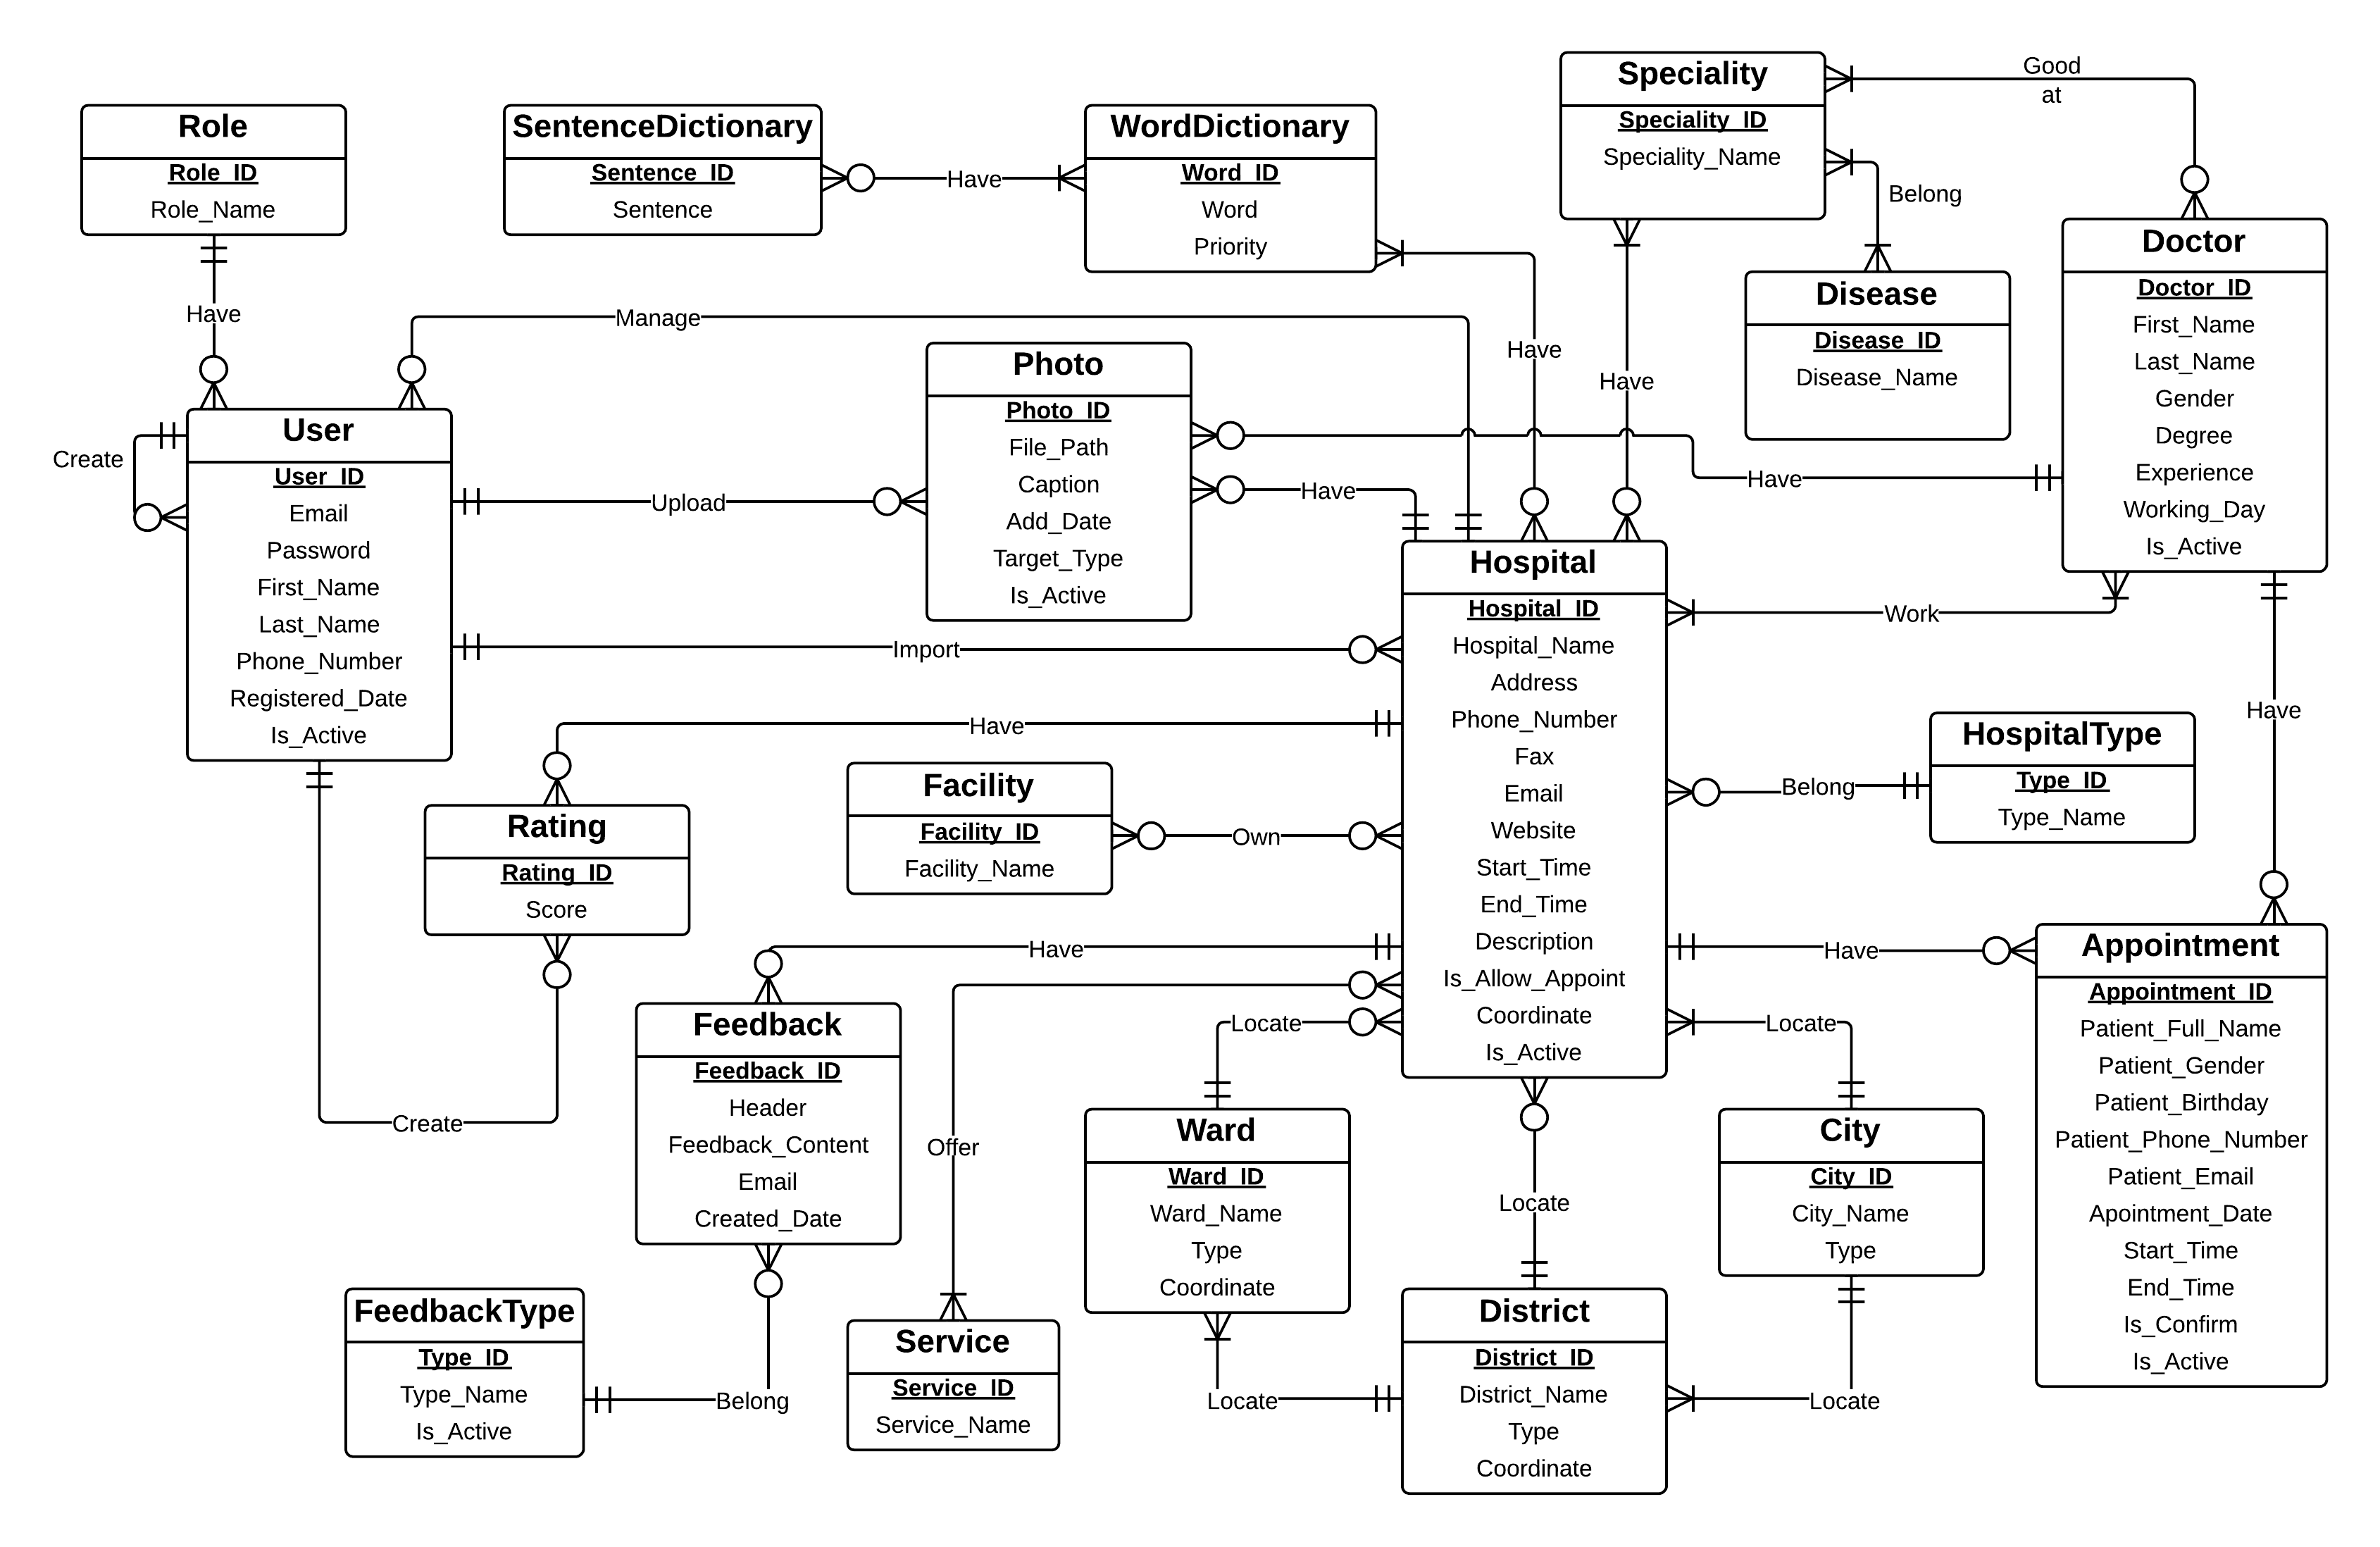 Role
Role_ID
Role_Name
Have
SentenceDictionary
Sentence_ID
Sentence
Have
WordDictionary
Word_ID
Word
Priority
Have
Speciality
Speciality_ID
Speciality_Name
Good
at
Belong
Have
Disease
Disease_ID
Disease_Name
Doctor
Doctor_ID
First_Name
Last_Name
Gender
Degree
Experience
Working_Day
Is_Active
Manage
Create
User
User_ID
Email
Password
First_Name
Last_Name
Phone_Number
Registered_Date
Is_Active
Upload
Photo
Photo_ID
File_Path
Caption
Add_Date
Target_Type
Is_Active
Have
Have
Import
Hospital
Hospital_ID
Hospital_Name
Address
Phone_Number
Fax
Email
Website
Start_Time
End_Time
Description
Is_Allow_Appoint
Coordinate
Is_Active
Work
Have
Have
Belong
HospitalType
Type_ID
Type_Name
Rating
Rating_ID
Score
Create
Facility
Facility_ID
Facility_Name
Own
Have
Feedback
Feedback_ID
Header
Feedback_Content
Email
Created_Date
Belong
FeedbackType
Type_ID
Type_Name
Is_Active
Offer
Service
Service_ID
Service_Name
Locate
Ward
Ward_ID
Ward_Name
Type
Coordinate
Locate
Locate
District
District_ID
District_Name
Type
Coordinate
Locate
City
City_ID
City_Name
Type
Locate
Have
Appointment
Appointment_ID
Patient_Full_Name
Patient_Gender
Patient_Birthday
Patient_Phone_Number
Patient_Email
Apointment_Date
Start_Time
End_Time
Is_Confirm
Is_Active